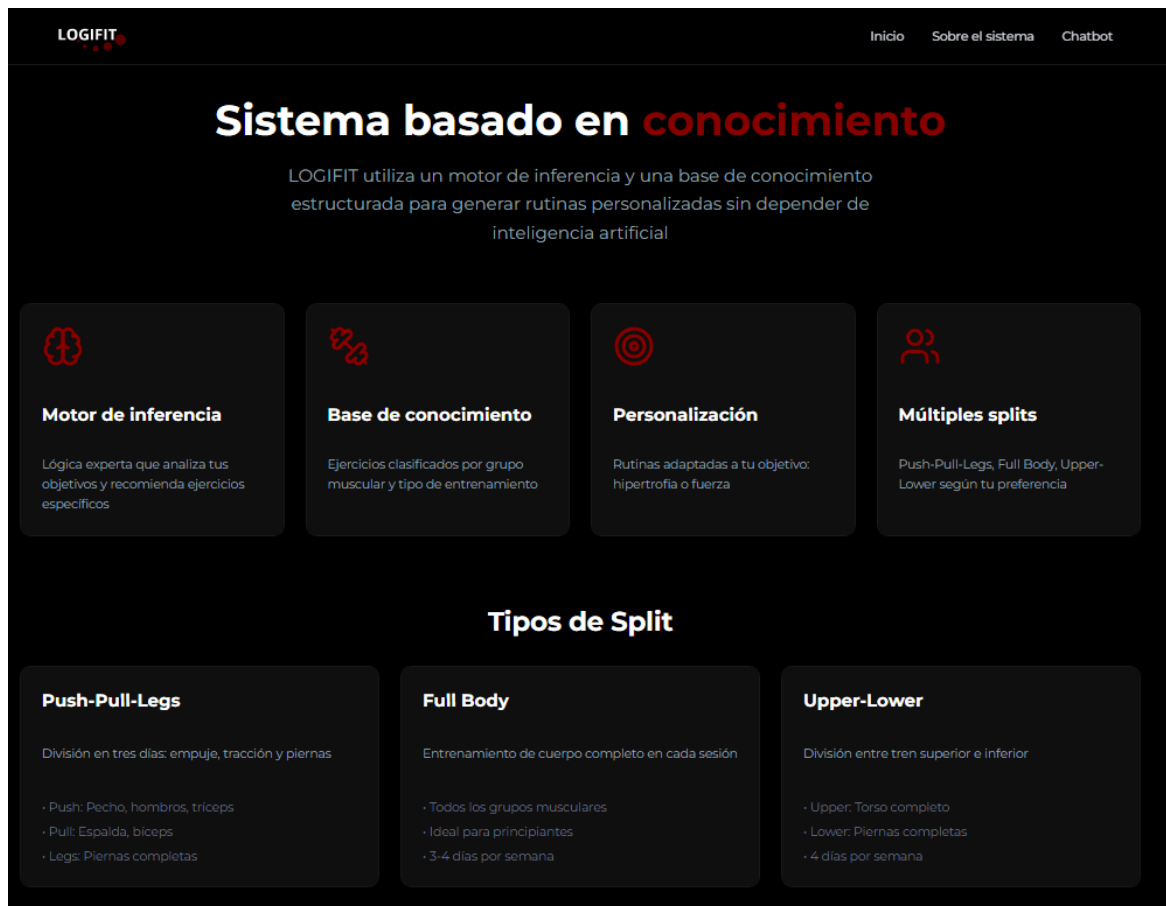 LOGIFIT
Inicio
Sobre el sistema
Chatbot
Sistema basado en conocimiento
LOGIFIT utiliza un motor de inferencia y una base de conocimiento
estructurada para generar rutinas personalizadas sin depender de
inteligencia artificial
Motor de inferencia
Lógica experta que analiza tus
objetivos y recomienda ejercicios
específicos
Base de conocimiento
Ejercicios clasificados por grupo
muscular y tipo de entrenamiento
Personalización
Rutinas adaptadas a tu objetivo:
hipertrofia o fuerza
Múltiples splits
Push-Pull-Legs, Full Body, Upper-
Lower según tu preferencia
Tipos de Split
Push-Pull-Legs
División en tres días: empuje, tracción y piernas
• Push: Pecho, hombros, tríceps
• Pull: Espalda, bíceps
• Legs: Piernas completas
Full Body
Entrenamiento de cuerpo completo en cada sesión
• Todos los grupos musculares
• Ideal para principiantes
• 3-4 días por semana
Upper-Lower
División entre tren superior e inferior
• Upper: Torso completo
• Lower: Piernas completas
• 4 días por semana